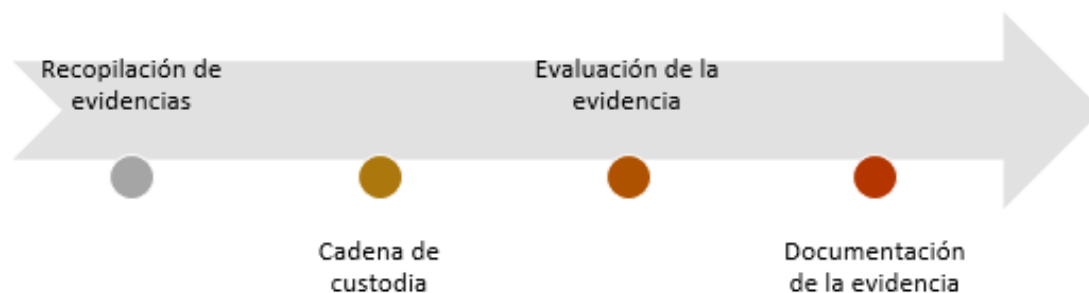 Recopilación de
evidencias
Cadena de
custodia
Evaluación de la
evidencia
Documentación
de la evidencia